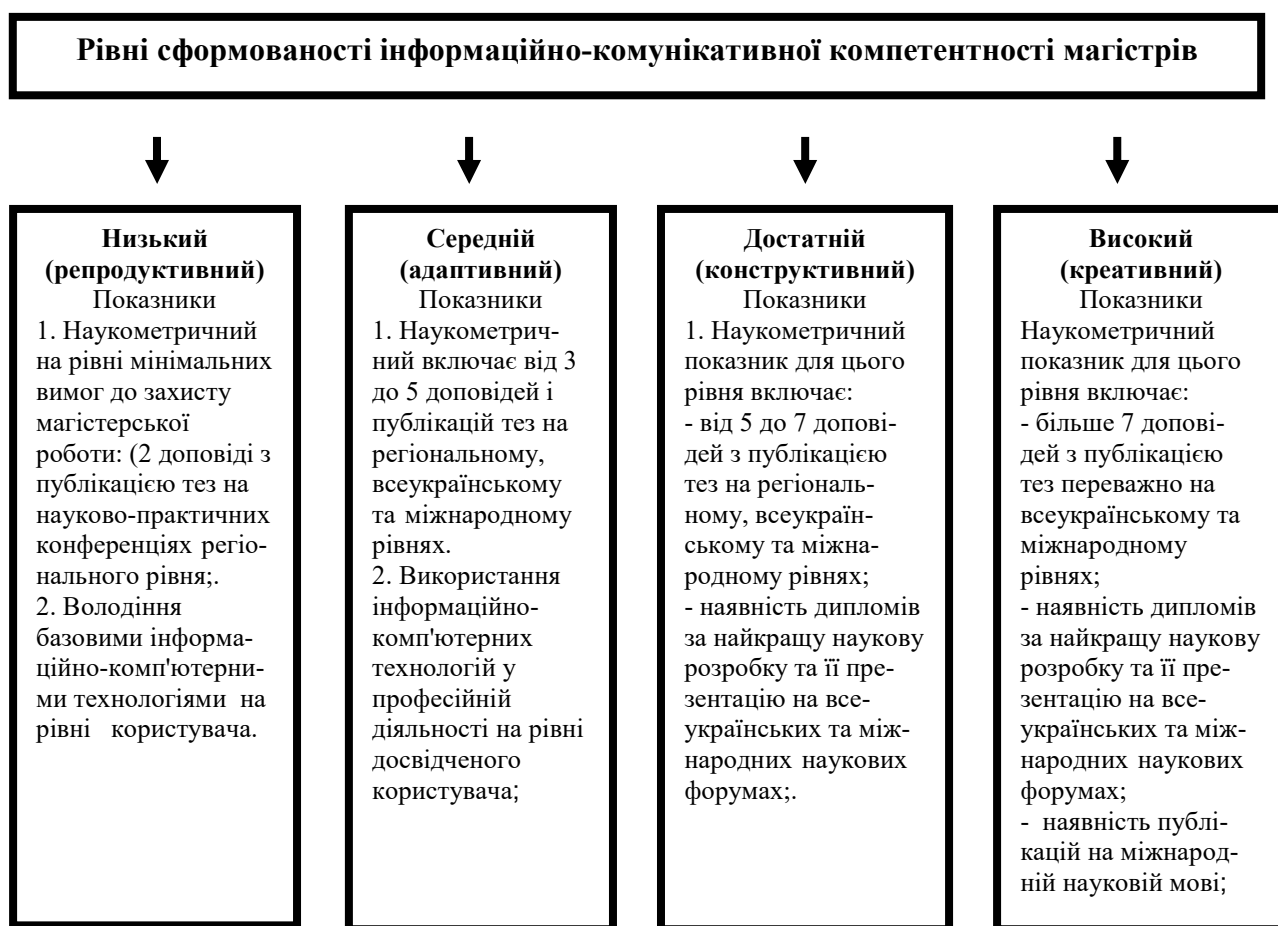 Рівні сформованості інформаційно-комунікативної компетентності магістрів
Низький
(репродуктивний)
Показники
1. Наукометричний
на рівні мінімальних
вимог до захисту
магістерської
роботи: (2 доповіді з
публікацією тез на
науково-практичних
конференціях регіо-
нального рівня;.
2. Володіння
базовими інформа-
ційно-комп'ютерни-
ми технологіями на
рівні користувача.
Середній
(адаптивний)
Показники
1. Наукометрич-
ний включає від 3
до 5 доповідей і
публікацій тез на
регіональному,
всеукраїнському
та міжнародному
рівнях.
2. Використання
інформаційно-
комп'ютерних
технологій у
професійній
діяльності на рівні
досвідченого
користувача;
Достатній
(конструктивний)
Показники
1. Наукометричний
показник для цього
рівня включає:
- від 5 до 7 допові-
дей з публікацією
тез на регіональ-
ному, всеукраїн-
ському та міжна-
родному рівнях;
- наявність дипломів
за найкращу наукову
розробку та її пре-
зентацію на все-
українських та між-
народних наукових
форумах;.
Високий
(креативний)
Показники
Наукометричний
показник для цього
рівня включає:
- більше 7 допові-
дей з публікацією
тез переважно на
всеукраїнському та
міжнародному
рівнях;
- наявність дипломів
за найкращу наукову
розробку та її пре-
зентацію на все-
українських та між-
народних наукових
форумах;
- наявність публі-
кацій на міжнарод-
ній науковій мові;